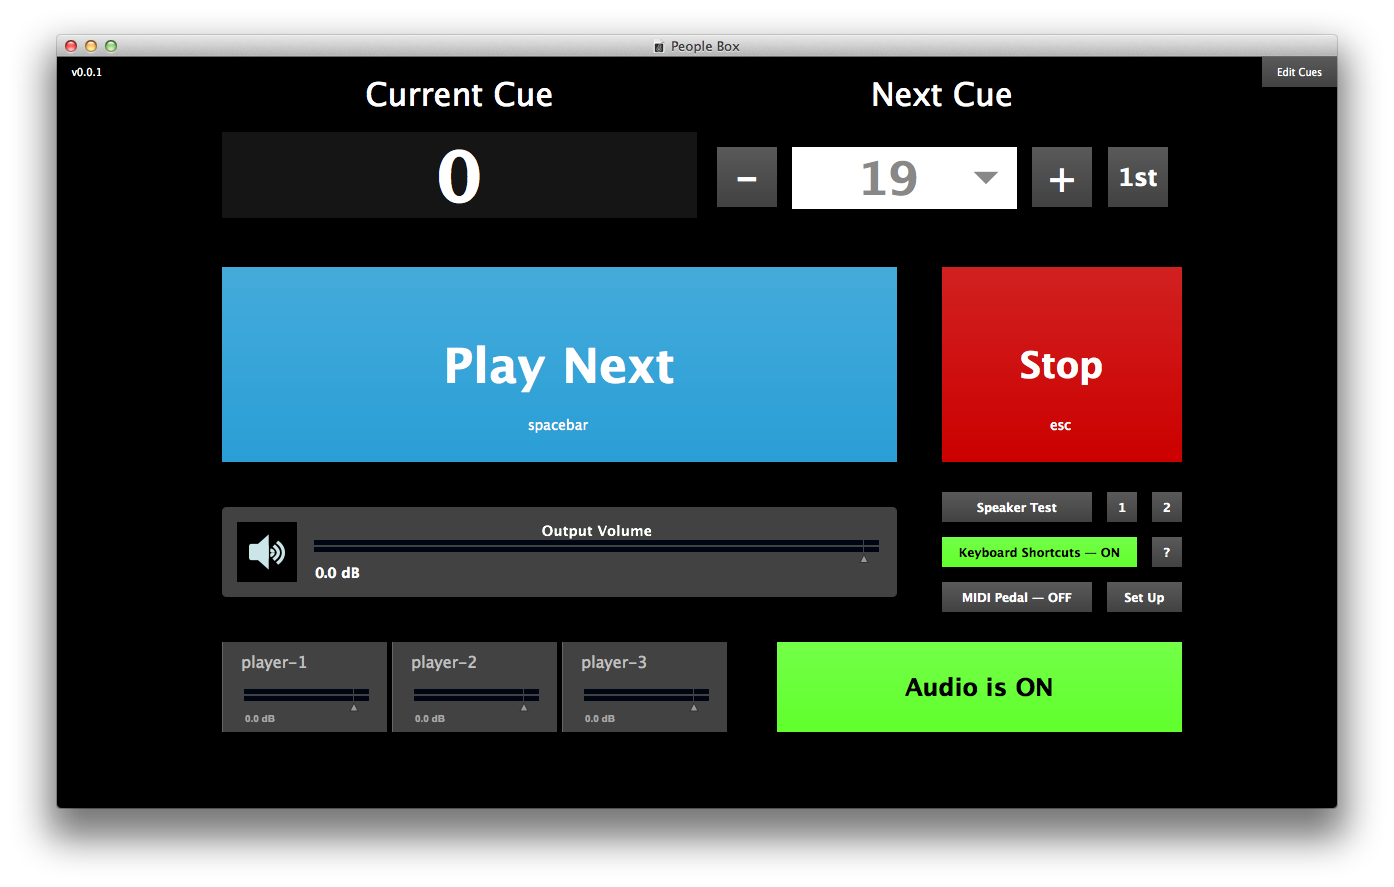 People Box
v0.0.1
Edit Cues
Current Cue
Next Cue
0
–
19
+
1st
Play Next
spacebar
Stop
esc
Output Volume
0.0 dB
Speaker Test
1
2
Keyboard Shortcuts — ON
?
MIDI Pedal — OFF
Set Up
player-1
0.0 dB
player-2
0.0 dB
player-3
0.0 dB
Audio is ON